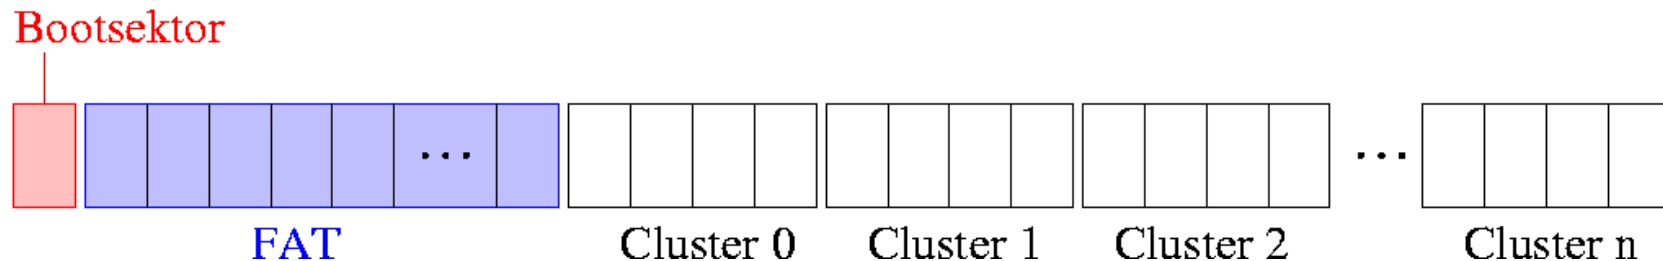 Bootsektor
...
...
FAT
Cluster 0
Cluster 1
Cluster 2
Cluster n